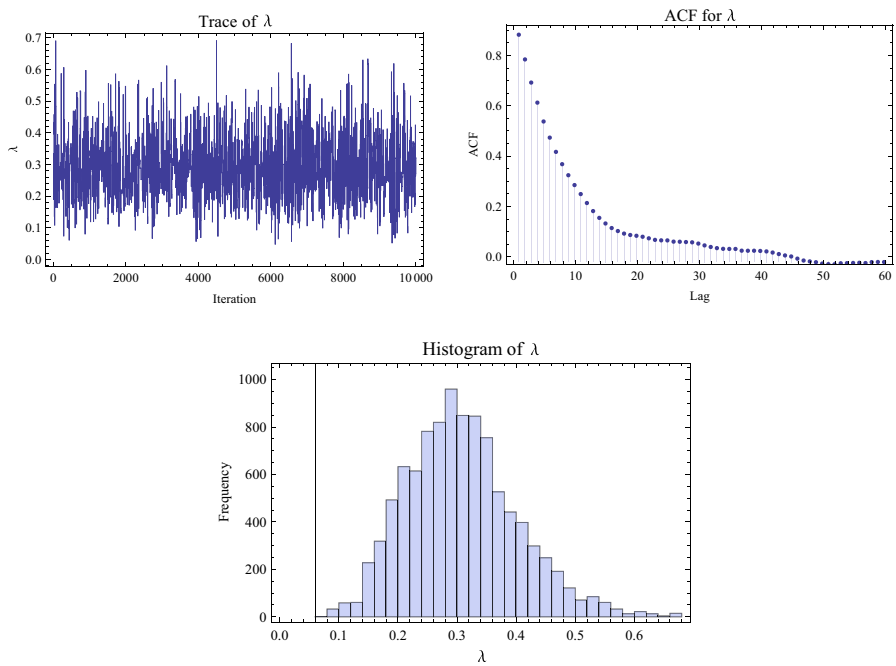 Trace of λ
0.7
0.6
0.5
0.4
λ
0.3
0.2
0.1
0.0
0 2000 4000 6000 8000 10000
Iteration
ACF for λ
0.8
0.6
ACF
0.4
0.2
0.0
0 10 20 30 40 50 60
Lag
Histogram of λ
1000
800
600
Frequency
400
200
0
0.0 0.1 0.2 0.3 0.4 0.5 0.6
λ